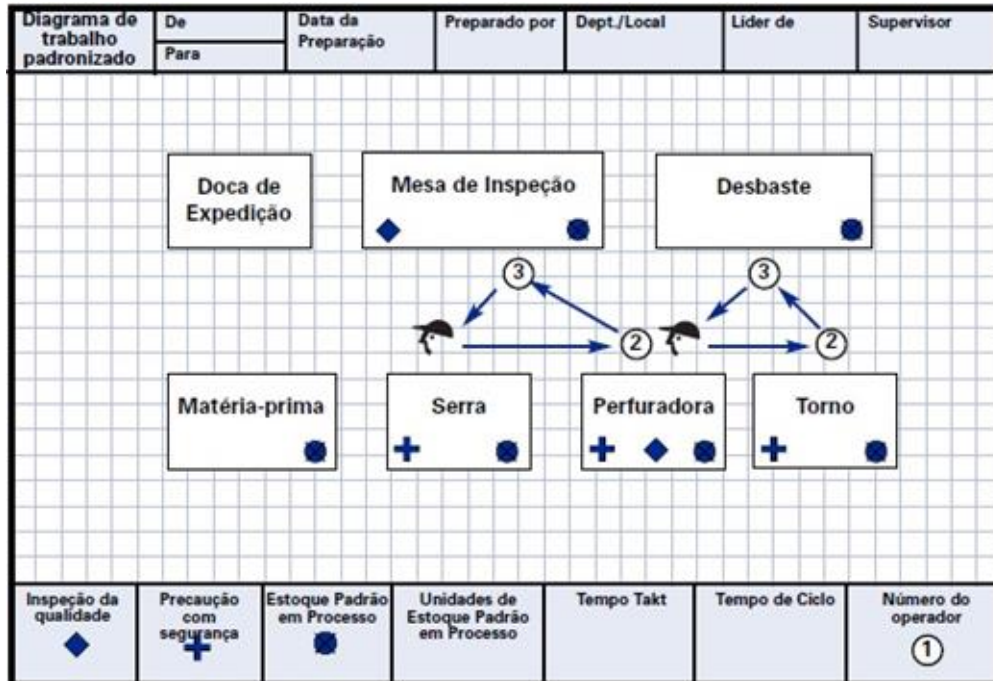 Diagrama de
trabalho
padronizado
De
Para
Data da
Preparação
Preparado por
Dept./Local
Líder de
Supervisor
Doca de
Expedição
Mesa de Inspeção
Desbaste
3
3
2
2
Matéria-prima
Serra
Perfuradora
Torno
Inspeção da
qualidade
Precaução
com
segurança
Estoque Padrão
em Processo
Unidades de
Estoque Padrão
em Processo
Tempo Takt
Tempo de Ciclo
Número do
operador
1